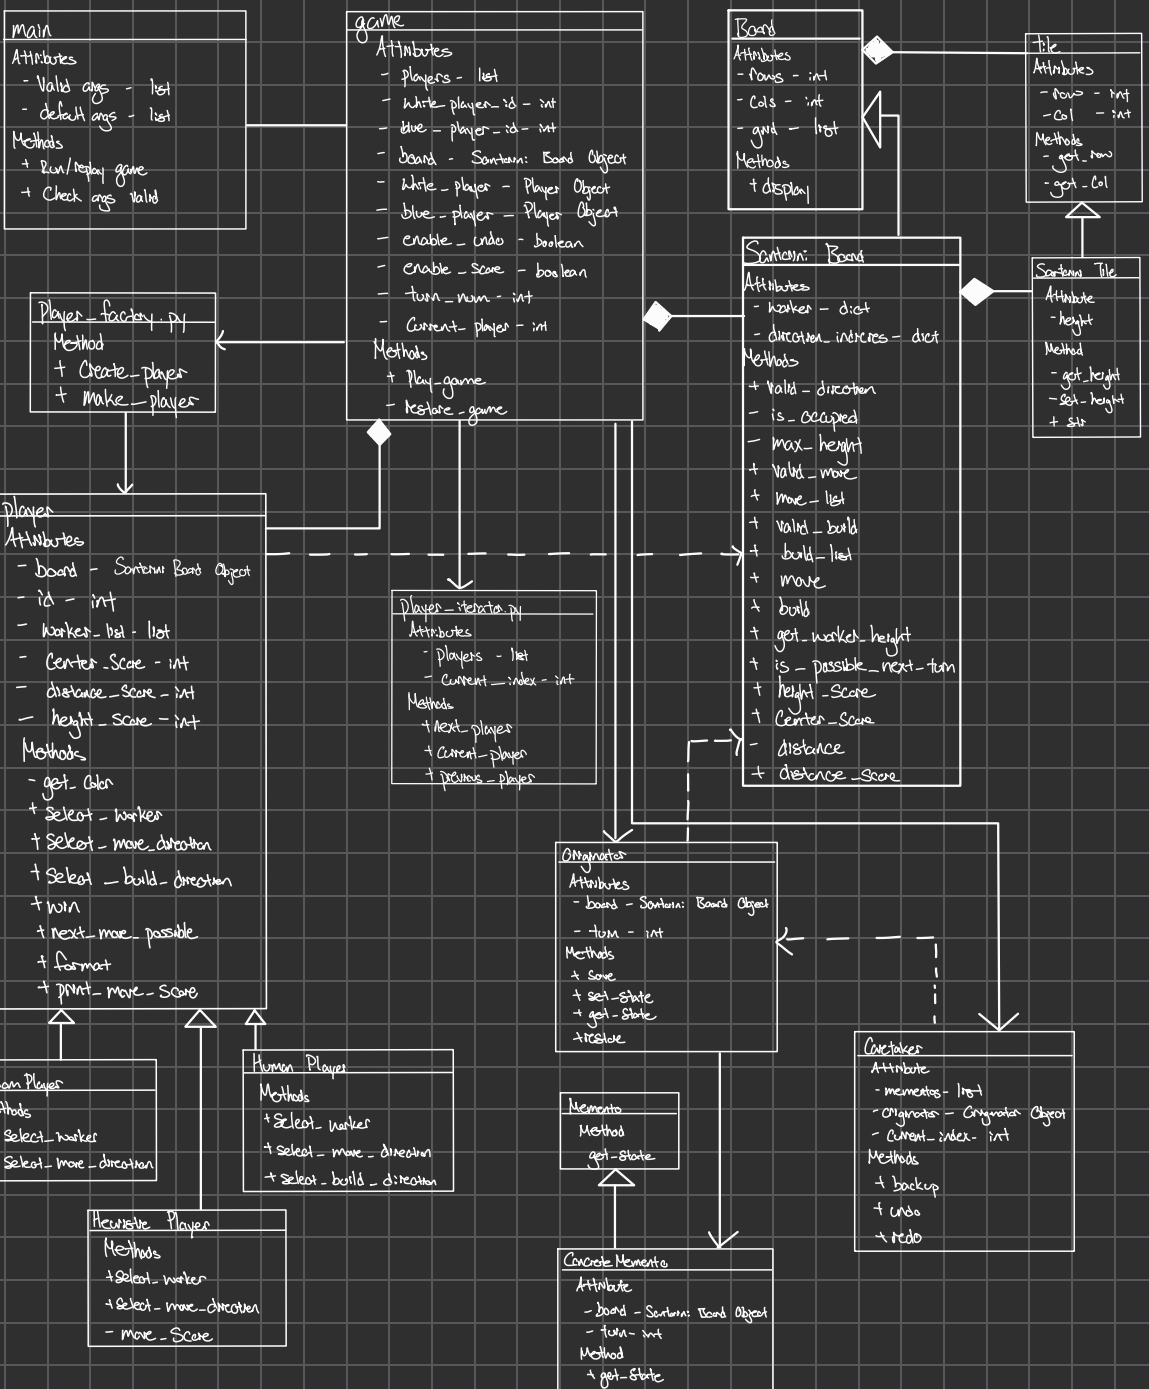 main
Attributes
- Valid args - list
- default args - list
Methods
+ Run/replay game
+ Check args valid
game
Attributes
- players - list
- white_player_id - int
- blue_player_id - int
- board - Santorini Board Object
- white_player - Player Object
- blue_player - Player Object
- enable_undo - boolean
- enable_score - boolean
- turn_num - int
- Current_player - int
Methods
+ Play_game
- restore_game
Board
Attributes
- rows - int
- cols - int
- grid - list
Methods
+ display
tile
Attributes
- row - int
- col - int
Methods
- get_row
- get_col
Santorini Tile
Attribute
- height
Method
- get_height
- set_height
+ str
Santorini Board
Attributes
- worker - dict
- direction_indicies - dict
Methods
+ valid_direction
- is_occupied
- max_height
+ valid_move
+ move_list
+ valid_build
+ build_list
+ move
+ build
+ get_worker_height
+ is_possible_next_turn
+ height_score
+ Center_Score
- distance
+ distance_score
Player_factory.py
Method
+ Create_player
+ make_player
player
Attributes
- board - Santorini Board Object
- id - int
- worker_list - list
- Center_Score - int
- distance_score - int
- height_score - int
Methods
- get_color
+ select_worker
+ select_move_direction
+ select_build_direction
+ win
+ next_move_possible
+ format
+ print_move_score
player_iterator.py
Attributes
- players - list
- Current_index - int
Methods
+ next_player
+ Current_player
+ previous_player
Originator
Attributes
- board - Santorini Board Object
- turn - int
Methods
+ save
+ set_state
+ get_state
+ restore
Caretaker
Attribute
- mementos - list
- originator - Originator Object
- Current_index - int
Methods
+ backup
+ undo
+ redo
Memento
Method
get_state
Concrete Memento
Attribute
- board - Santorini Board Object
- turn - int
Method
+ get_state
om Player
thods
select_worker
select_move_direction
Human Player
Methods
+ select_worker
+ select_move_direction
+ select_build_direction
Heuristic Player
Methods
+ select_worker
+ select_move_direction
- move_score